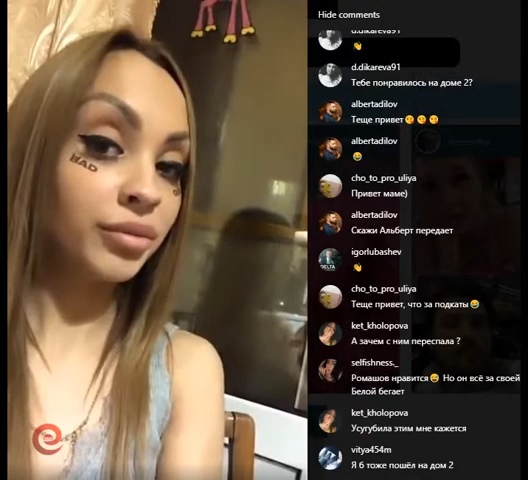 Hide comments
d.dikareva91
👋
d.dikareva91
Тебе понравилось на доме 2?
albertadilov
Теще привет😘😘😘
albertadilov
😂
cho_to_pro_uliya
Привет маме)
albertadilov
Скажи Альберт передает
igorlubashev
👋
cho_to_pro_uliya
Теще привет, что за подкаты😂
ket_kholopova
А зачем с ним переспала ?
selfishness._
Ромашов нравится😅 Но он всё за своей
Белой бегает
ket_kholopova
Усугубила этим мне кажется
vitya454m
Я б тоже пошёл на дом 2
BAD
DELTA